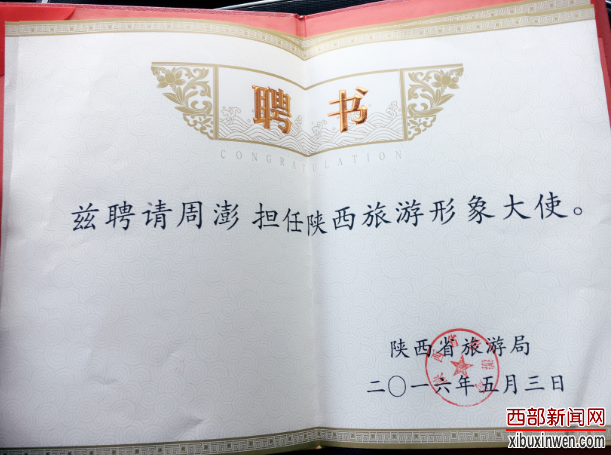 聘书
CONGRATULATION
兹聘请周澎 担任陕西旅游形象大使。
陕西省旅游局
二〇一六年五月三日
西部新闻网
xibuxinwen.com